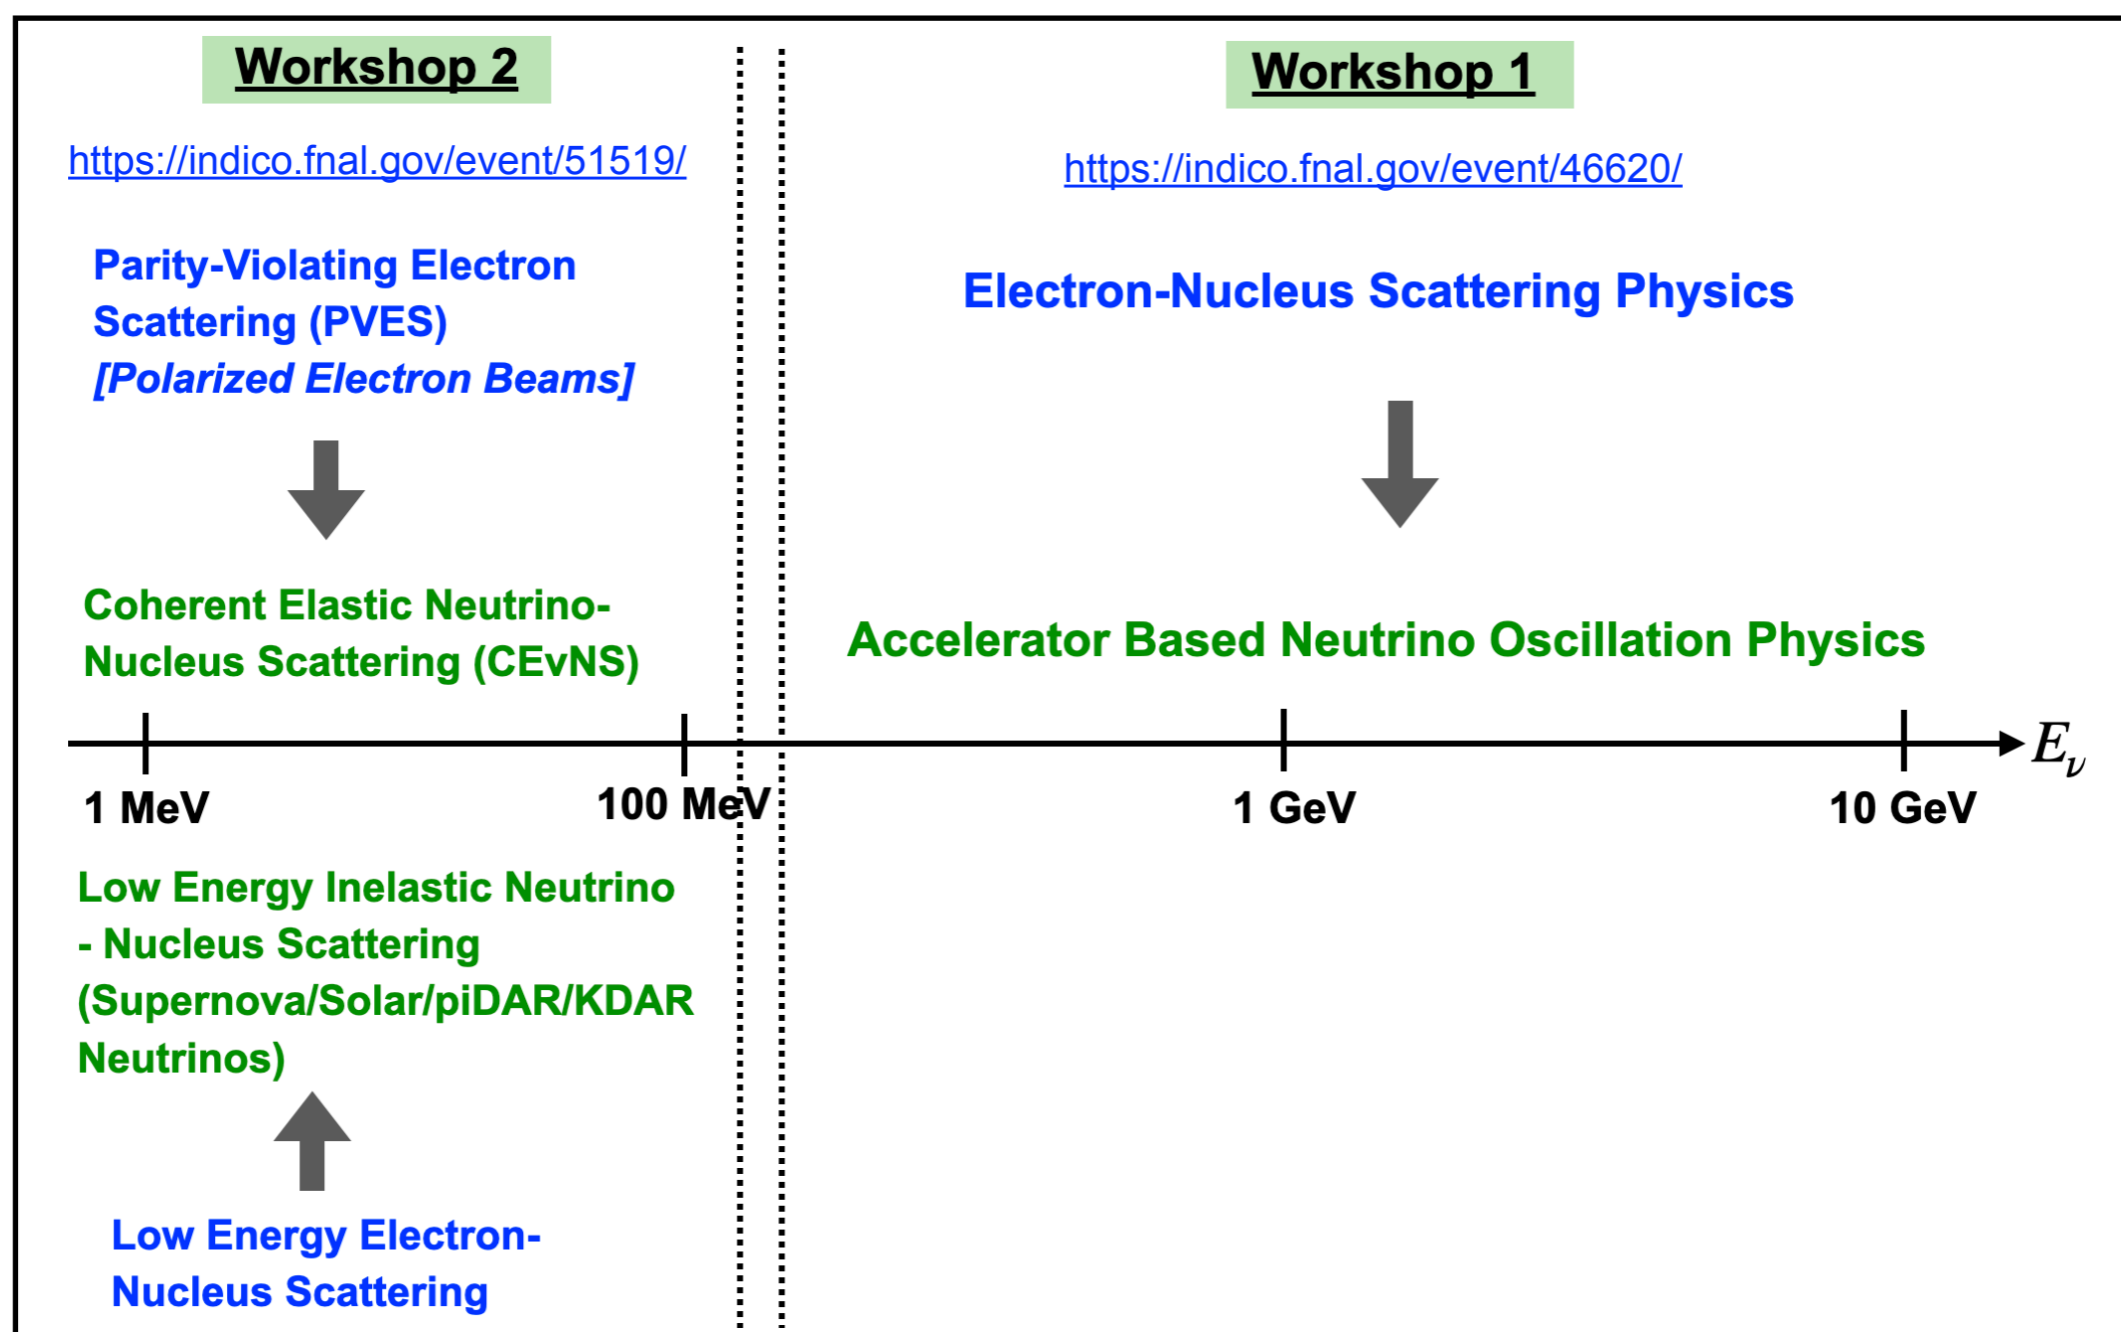 Workshop 2
https://indico.fnal.gov/event/51519/
Parity-Violating Electron
Scattering (PVES)
[Polarized Electron Beams]
Coherent Elastic Neutrino-
Nucleus Scattering (CEvNS)
Workshop 1
https://indico.fnal.gov/event/46620/
Electron-Nucleus Scattering Physics
Accelerator Based Neutrino Oscillation Physics
1 MeV
100 MeV
1 GeV
10 GeV
E_ν
Low Energy Inelastic Neutrino
- Nucleus Scattering
(Supernova/Solar/piDAR/KDAR
Neutrinos)
Low Energy Electron-
Nucleus Scattering